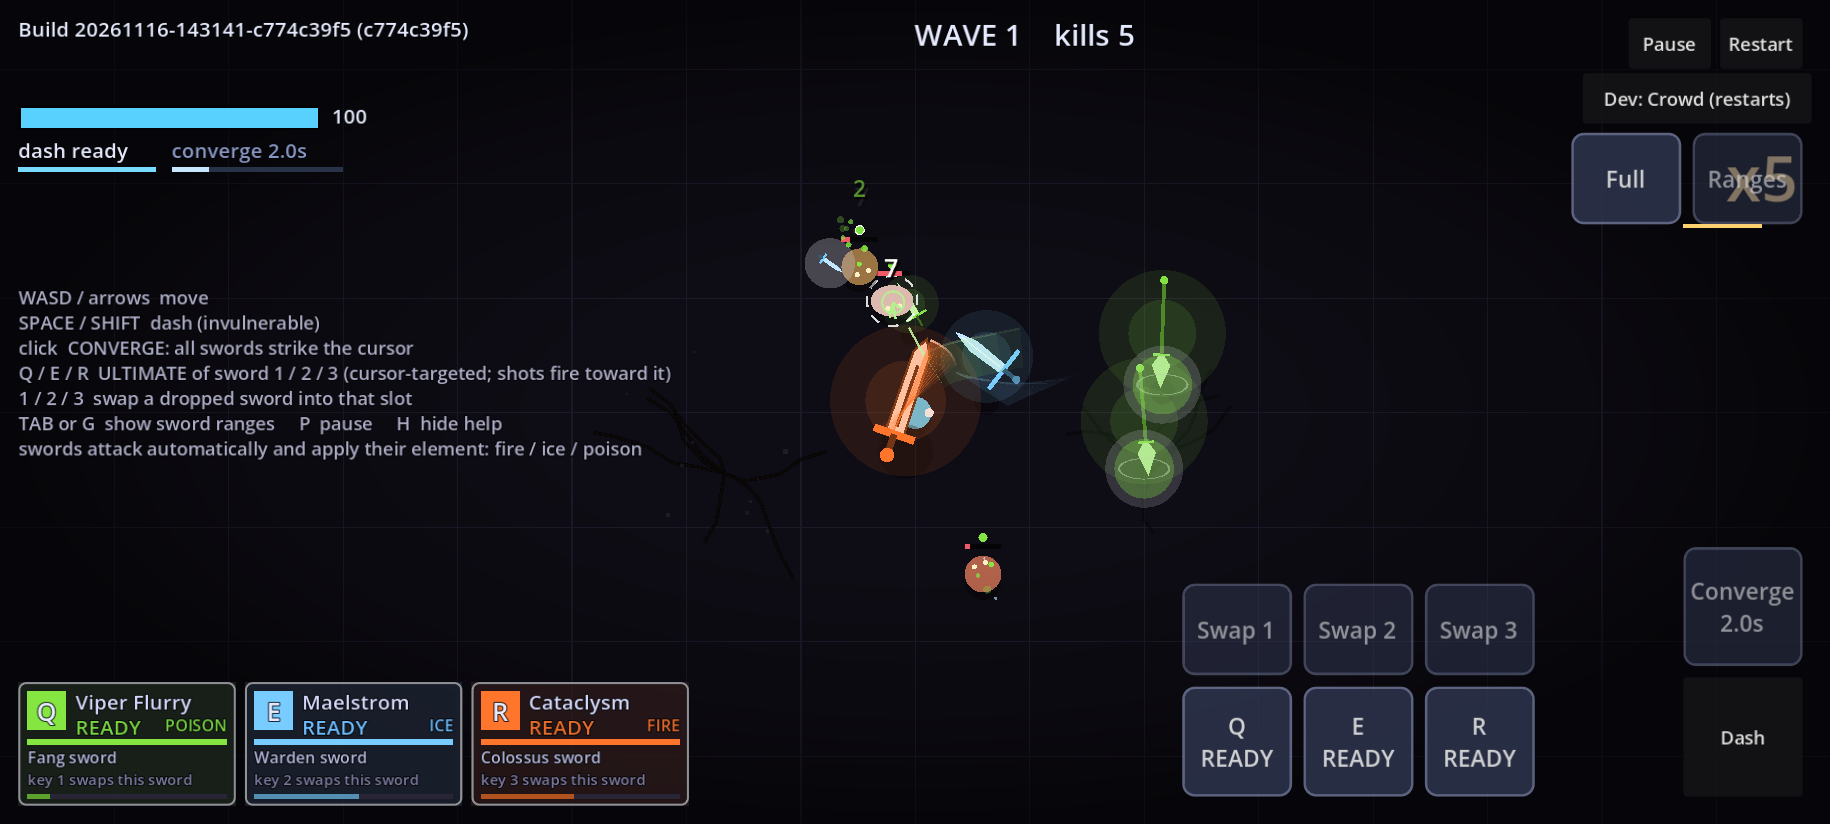 Build 20261116-143141-c774c39f5 (c774c39f5)
WAVE 1 kills 5
Pause
Restart
Dev: Crowd (restarts)
100
dash ready
converge 2.0s
Full
Ranges
x5
2
7
WASD / arrows move
SPACE / SHIFT dash (invulnerable)
click CONVERGE: all swords strike the cursor
Q / E / R ULTIMATE of sword 1 / 2 / 3 (cursor-targeted; shots fire toward it)
1 / 2 / 3 swap a dropped sword into that slot
TAB or G show sword ranges P pause H hide help
swords attack automatically and apply their element: fire / ice / poison
Converge
2.0s
Swap 1
Swap 2
Swap 3
Q
Viper Flurry
READY POISON
Fang sword
key 1 swaps this sword
E
Maelstrom
READY ICE
Warden sword
key 2 swaps this sword
R
Cataclysm
READY FIRE
Colossus sword
key 3 swaps this sword
Q
READY
E
READY
R
READY
Dash